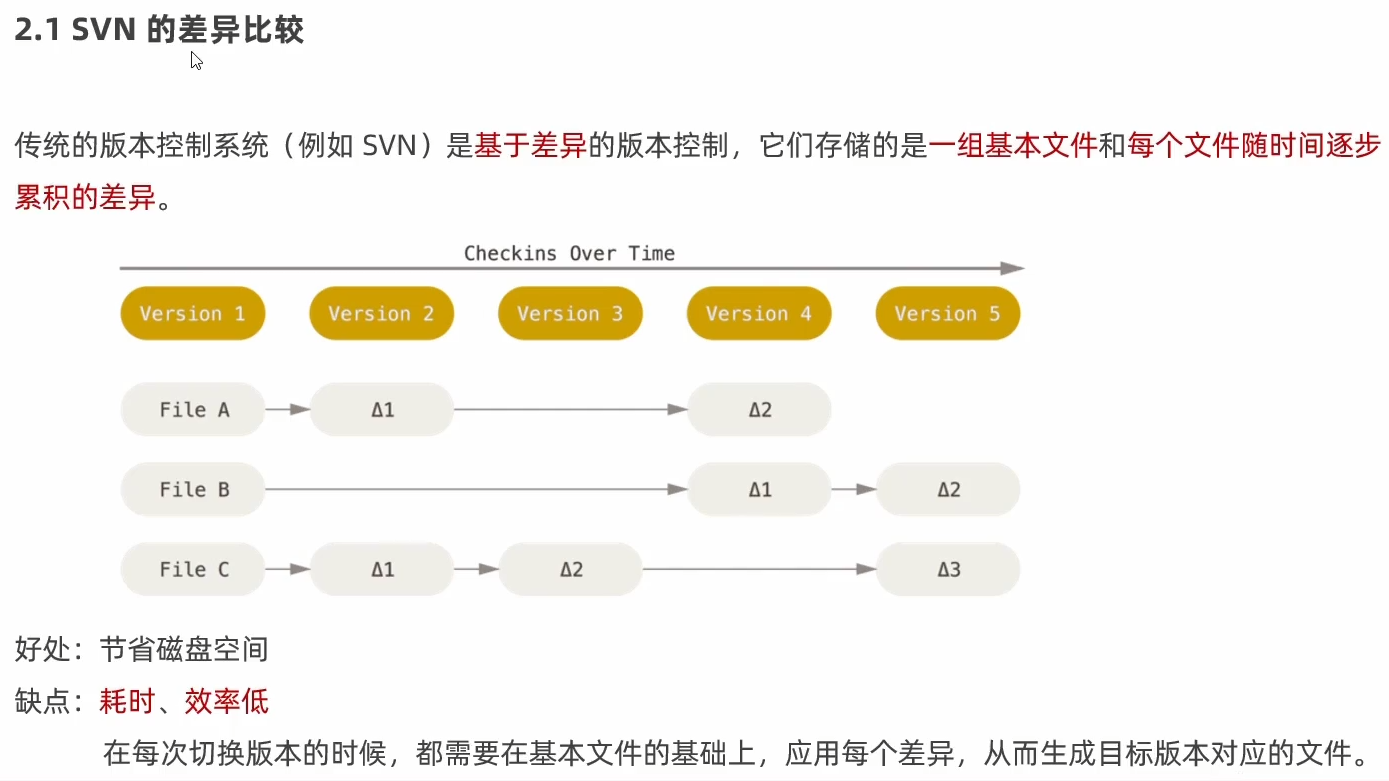 2.1 SVN 的差异比较
传统的版本控制系统（例如 SVN）是基于差异的版本控制，它们存储的是一组基本文件和每个文件随时间逐步
累积的差异。
Checkins Over Time
Version 1 Version 2 Version 3 Version 4 Version 5
File A Δ1 Δ2
File B Δ1 Δ2
File C Δ1 Δ2 Δ3
好处：节省磁盘空间
缺点：耗时、效率低
在每次切换版本的时候，都需要在基本文件的基础上，应用每个差异，从而生成目标版本对应的文件。